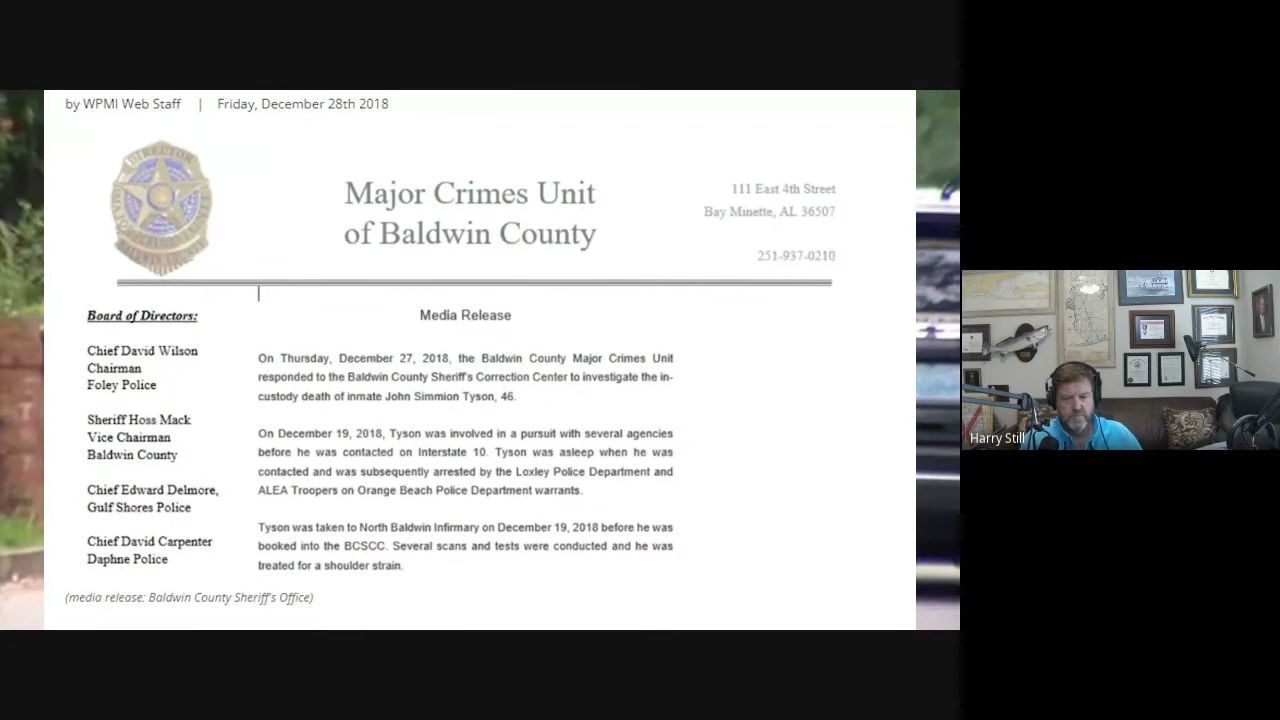 by WPMI Web Staff | Friday, December 28th 2018
DIRECTOR
BALDWIN COUNTY
Major Crimes Unit
of Baldwin County
111 East 4th Street
Bay Minette, AL 36507
251-937-0210
Board of Directors:
Chief David Wilson
Chairman
Foley Police
Sheriff Hoss Mack
Vice Chairman
Baldwin County
Chief Edward Delmore,
Gulf Shores Police
Chief David Carpenter
Daphne Police
Media Release
On Thursday, December 27, 2018, the Baldwin County Major Crimes Unit
responded to the Baldwin County Sheriff's Correction Center to investigate the in-
custody death of inmate John Simmion Tyson, 46.
On December 19, 2018, Tyson was involved in a pursuit with several agencies
before he was contacted on Interstate 10. Tyson was asleep when he was
contacted and was subsequently arrested by the Loxley Police Department and
ALEA Troopers on Orange Beach Police Department warrants.
Tyson was taken to North Baldwin Infirmary on December 19, 2018 before he was
booked into the BCSCC. Several scans and tests were conducted and he was
treated for a shoulder strain.
(media release: Baldwin County Sheriff's Office)
Harry Still